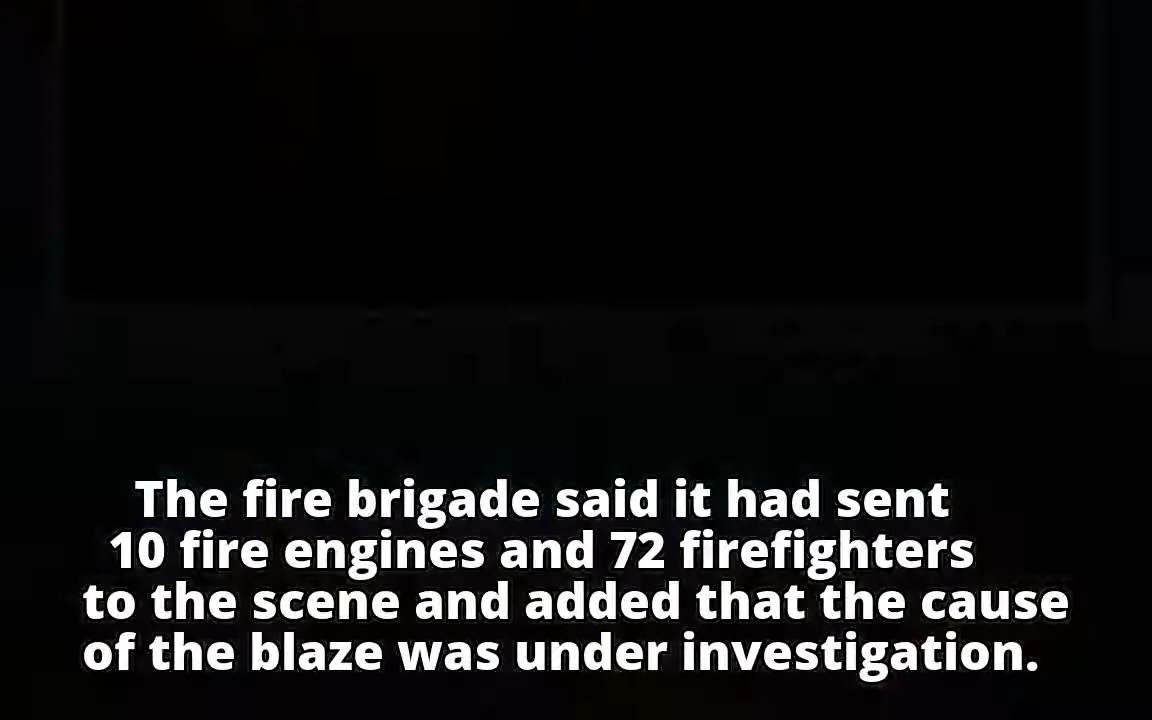 The fire brigade said it had sent
10 fire engines and 72 firefighters
to the scene and added that the cause
of the blaze was under investigation.